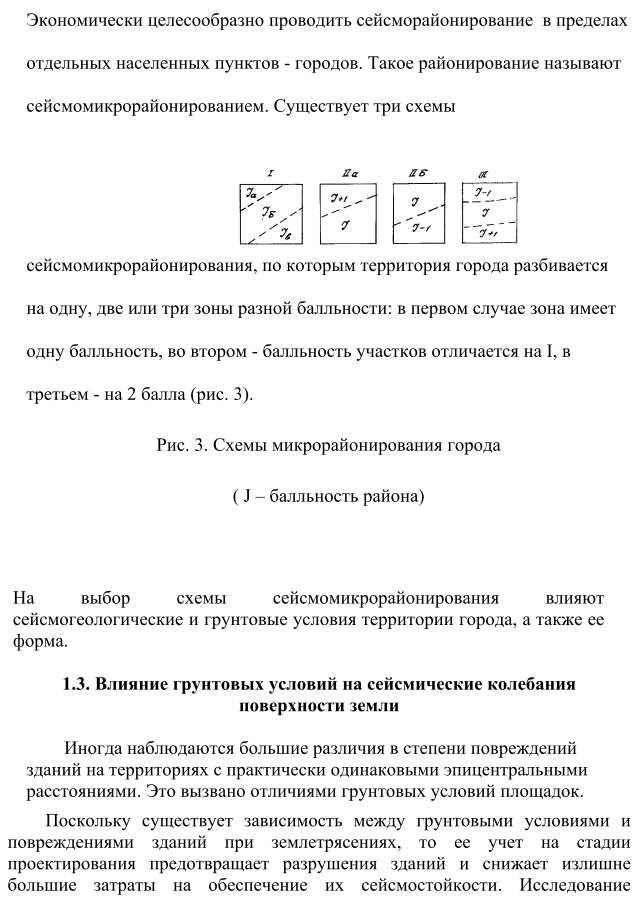 Экономически целесообразно проводить сейсморайонирование в пределах
отдельных населенных пунктов - городов. Такое районирование называют
сейсмомикрорайонированием. Существует три схемы
I IIа IIБ III
Jа J+1 J J-1
JБ J J-1 J
Jв J+1
сейсмомикрорайонирования, по которым территория города разбивается
на одну, две или три зоны разной балльности: в первом случае зона имеет
одну балльность, во втором - балльность участков отличается на I, в
третьем - на 2 балла (рис. 3).
Рис. 3. Схемы микрорайонирования города
( J – балльность района)
На выбор схемы сейсмомикрорайонирования влияют
сейсмогеологические и грунтовые условия территории города, а также ее
форма.
1.3. Влияние грунтовых условий на сейсмические колебания
поверхности земли
Иногда наблюдаются большие различия в степени повреждений
зданий на территориях с практически одинаковыми эпицентральными
расстояниями. Это вызвано отличиями грунтовых условий площадок.
Поскольку существует зависимость между грунтовыми условиями и
повреждениями зданий при землетрясениях, то ее учет на стадии
проектирования предотвращает разрушения зданий и снижает излишне
большие затраты на обеспечение их сейсмостойкости. Исследование